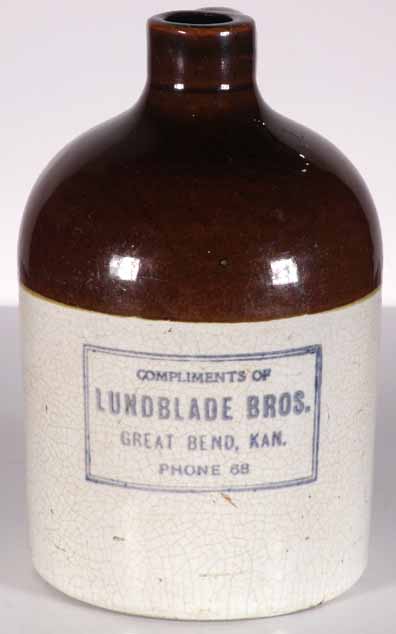 COMPLIMENTS OF
LUNDBLADE BROS.
GREAT BEND, KAN.
PHONE 68